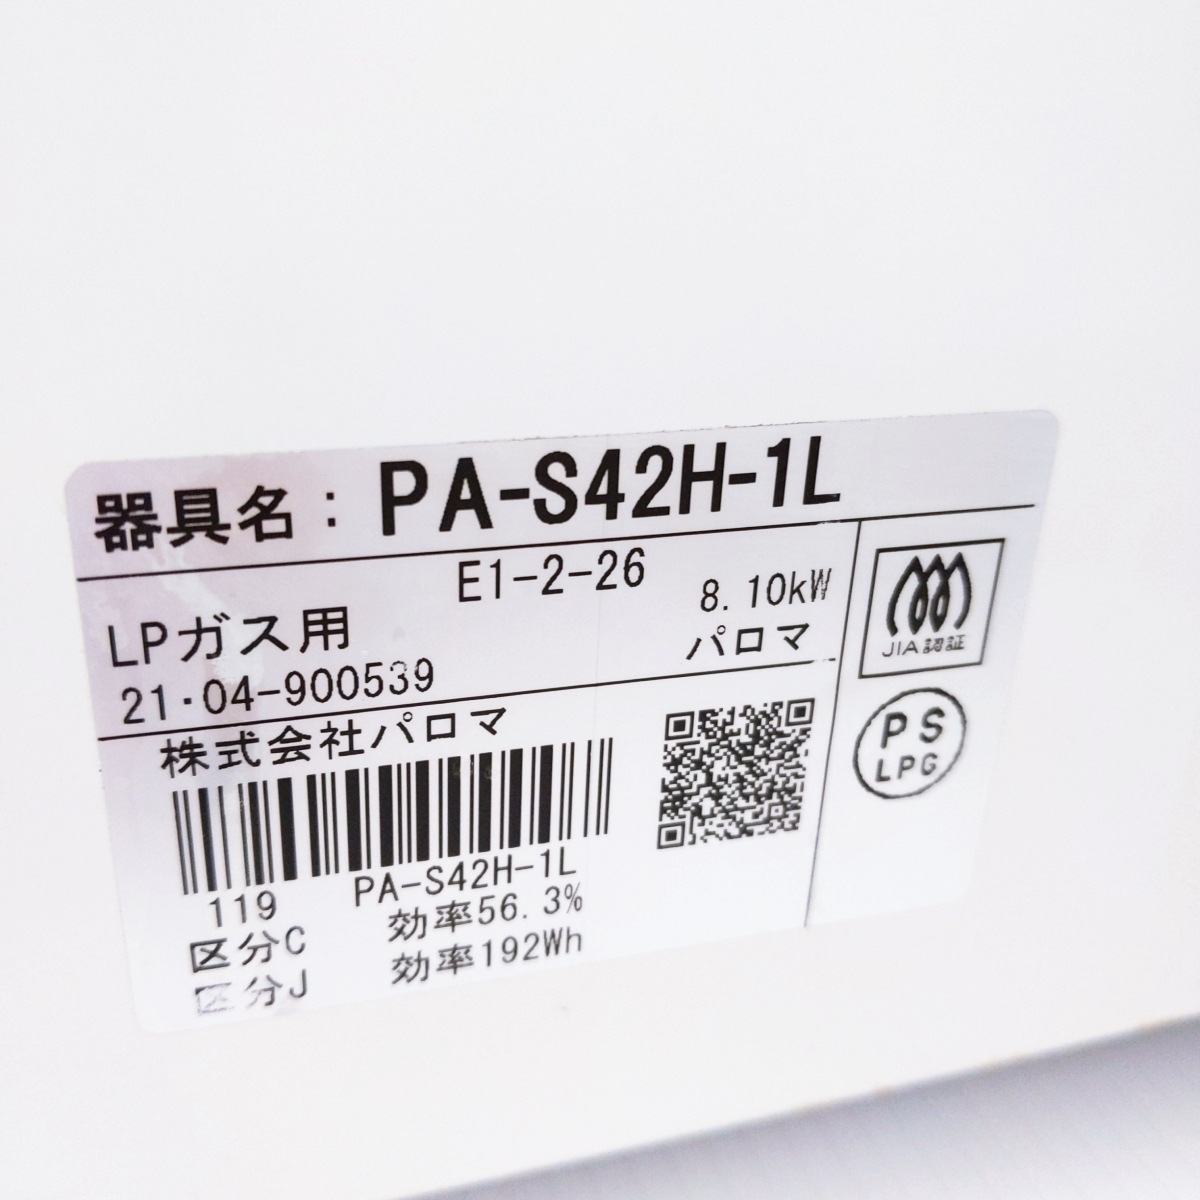 器具名：PA-S42H-1L
E1-2-26
LPガス用
8.10kW
21・04-900539
パロマ
株式会社パロマ
119
PA-S42H-1L
区分C
効率56.3%
区分J
効率192Wh
JIA認証
PS
LPG